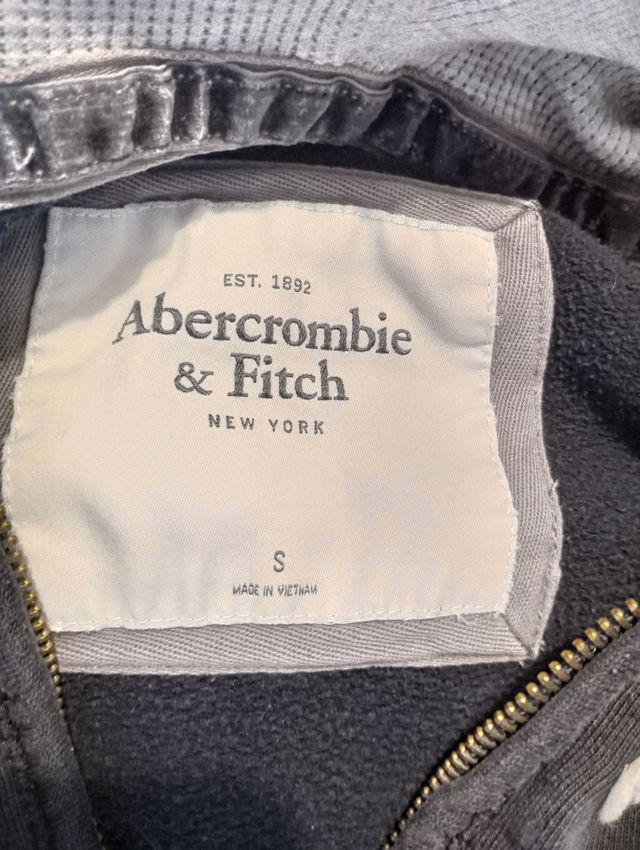 EST. 1892
Abercrombie
& Fitch
NEW YORK
S
MADE IN VIETNAM